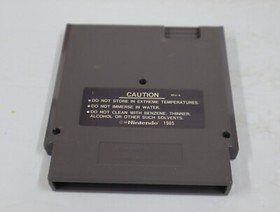 CAUTION REV-A
•DO NOT STORE IN EXTREME TEMPERATURES.
•DO NOT IMMERSE IN WATER.
•DO NOT CLEAN WITH BENZENE, THINNER,
ALCOHOL OR OTHER SUCH SOLVENTS.
©Nintendo 1985